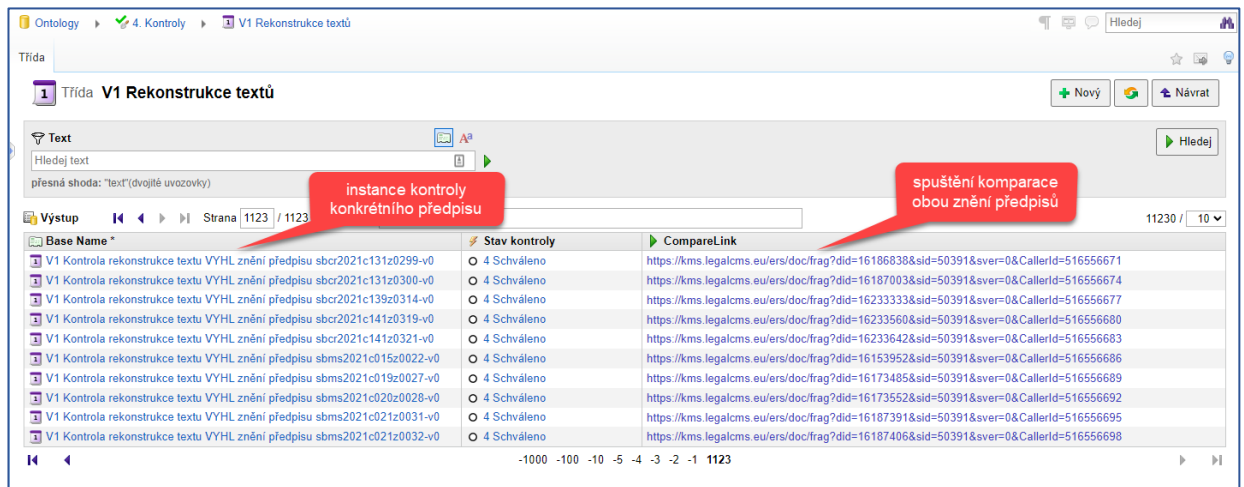 Ontology 4. Kontroly V1 Rekonstrukce textů Hledej
Třída
1 Třída V1 Rekonstrukce textů Nový Návrat
Text Aa
Hledej text Hledej
přesná shoda: "text"(dvojité uvozovky)
instance kontroly
konkrétního předpisu
spuštění komparace
obou znění předpisů
Výstup Strana 1123 / 1123 11230 / 10
Base Name * Stav kontroly CompareLink
V1 Kontrola rekonstrukce textu VYHL znění předpisu sbcr2021c131z0299-v0 4 Schváleno https://kms.legalcms.eu/ers/doc/frag?did=16186838&sid=50391&sver=0&CallerId=516556671
V1 Kontrola rekonstrukce textu VYHL znění předpisu sbcr2021c131z0300-v0 4 Schváleno https://kms.legalcms.eu/ers/doc/frag?did=16187003&sid=50391&sver=0&CallerId=516556674
V1 Kontrola rekonstrukce textu VYHL znění předpisu sbcr2021c139z0314-v0 4 Schváleno https://kms.legalcms.eu/ers/doc/frag?did=16233333&sid=50391&sver=0&CallerId=516556677
V1 Kontrola rekonstrukce textu VYHL znění předpisu sbcr2021c141z0319-v0 4 Schváleno https://kms.legalcms.eu/ers/doc/frag?did=16233560&sid=50391&sver=0&CallerId=516556680
V1 Kontrola rekonstrukce textu VYHL znění předpisu sbcr2021c141z0321-v0 4 Schváleno https://kms.legalcms.eu/ers/doc/frag?did=16233642&sid=50391&sver=0&CallerId=516556683
V1 Kontrola rekonstrukce textu VYHL znění předpisu sbms2021c015z0022-v0 4 Schváleno https://kms.legalcms.eu/ers/doc/frag?did=16153952&sid=50391&sver=0&CallerId=516556686
V1 Kontrola rekonstrukce textu VYHL znění předpisu sbms2021c019z0027-v0 4 Schváleno https://kms.legalcms.eu/ers/doc/frag?did=16173485&sid=50391&sver=0&CallerId=516556689
V1 Kontrola rekonstrukce textu VYHL znění předpisu sbms2021c020z0028-v0 4 Schváleno https://kms.legalcms.eu/ers/doc/frag?did=16173552&sid=50391&sver=0&CallerId=516556692
V1 Kontrola rekonstrukce textu VYHL znění předpisu sbms2021c021z0031-v0 4 Schváleno https://kms.legalcms.eu/ers/doc/frag?did=16187391&sid=50391&sver=0&CallerId=516556695
V1 Kontrola rekonstrukce textu VYHL znění předpisu sbms2021c021z0032-v0 4 Schváleno https://kms.legalcms.eu/ers/doc/frag?did=16187406&sid=50391&sver=0&CallerId=516556698
-1000 -100 -10 -5 -4 -3 -2 -1 1123